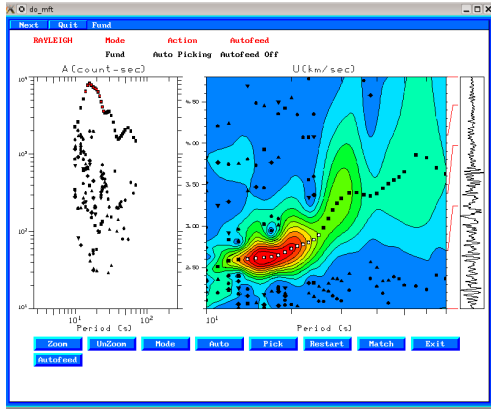 do_mft
Next Quit Fund
RAYLEIGH Mode Action Autofeed
Fund Auto Picking Autofeed Off
A(count-sec) U(km/sec)
10⁴
10³
10²
10¹
4.50
4.00
3.50
3.00
2.50
10¹ 10² 10¹
Period (s) Period (s)
Zoom UnZoom Mode Auto Pick Restart Match Exit
Autofeed